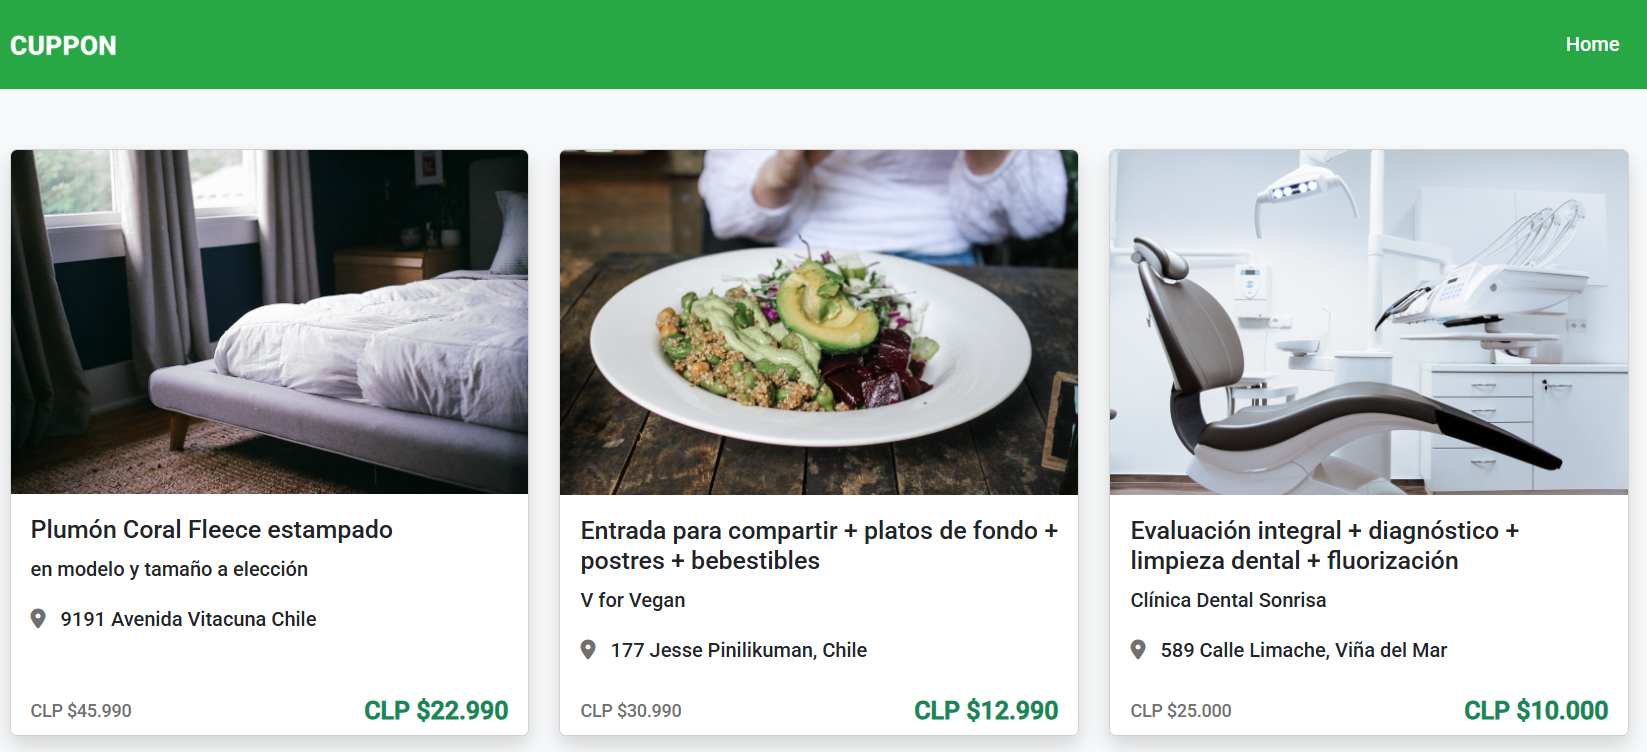 CUPPON
Home
Plumón Coral Fleece estampado
en modelo y tamaño a elección
9191 Avenida Vitacuna Chile
CLP $45.990
CLP $22.990
Entrada para compartir + platos de fondo +
postres + bebestibles
V for Vegan
177 Jesse Pinilikuman, Chile
CLP $30.990
CLP $12.990
Evaluación integral + diagnóstico +
limpieza dental + fluorización
Clínica Dental Sonrisa
589 Calle Limache, Viña del Mar
CLP $25.000
CLP $10.000